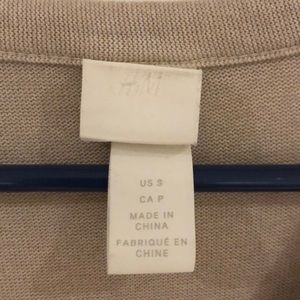 H&M
US S
CA P
MADE IN
CHINA
FABRIQUÉ EN
CHINE